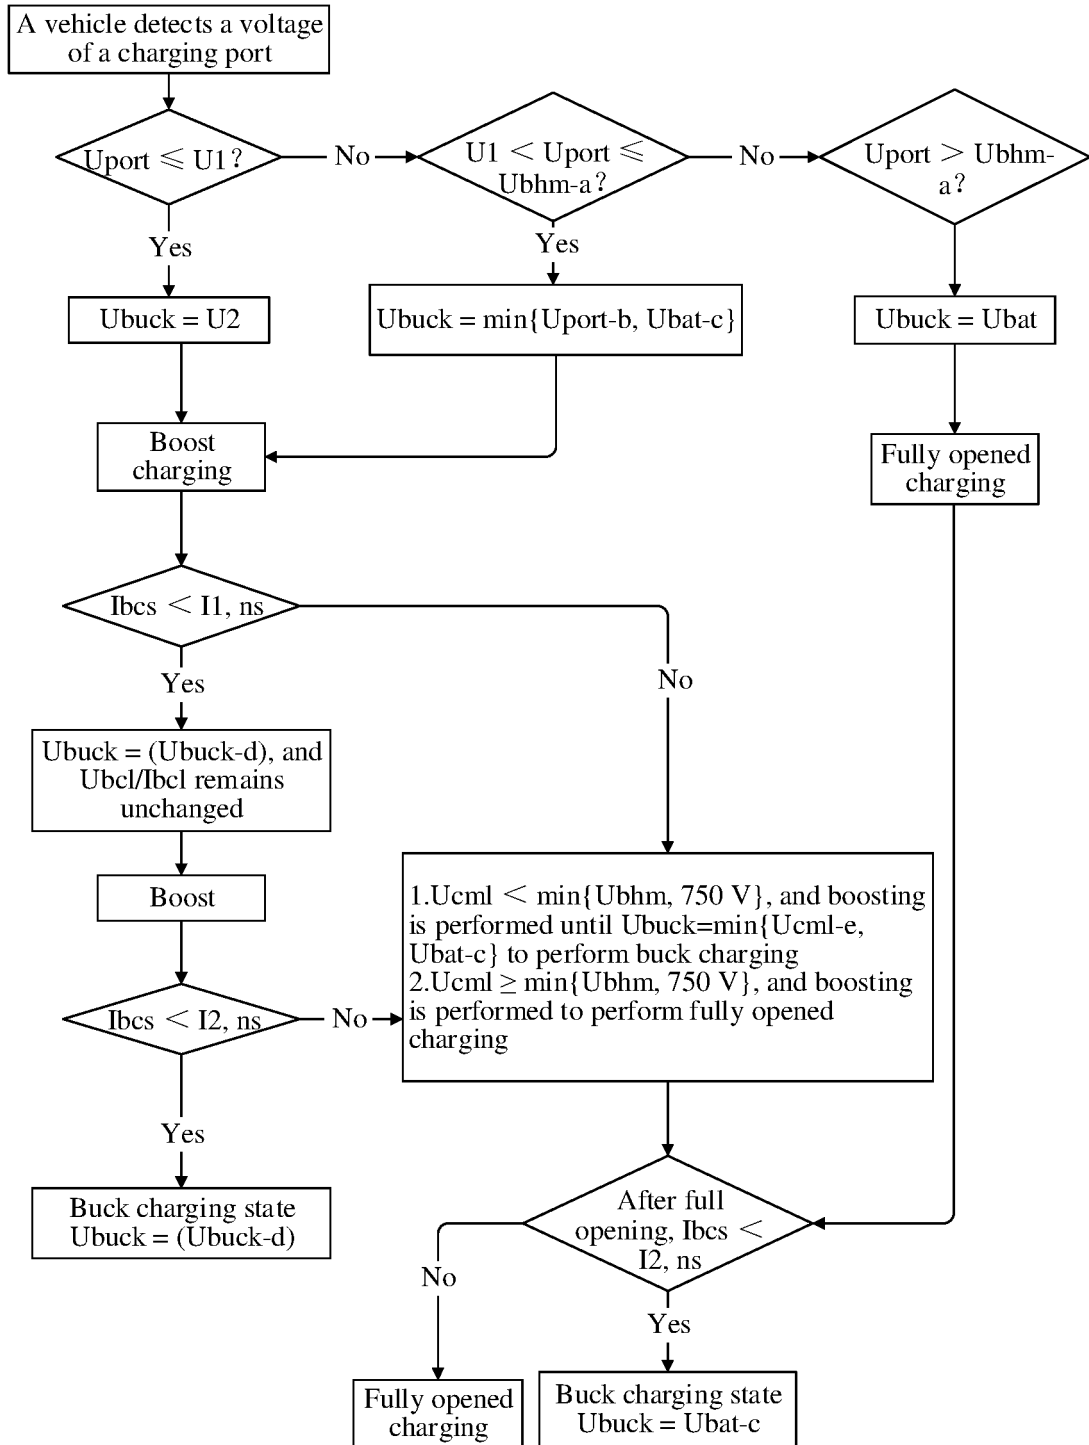 A vehicle detects a voltage
of a charging port
Uport ≤ U1?
No
U1 < Uport ≤
Ubhm-a?
No
Uport > Ubhm-
a?
Yes
Yes
Ubuck = U2
Ubuck = min{Uport-b, Ubat-c}
Ubuck = Ubat
Boost
charging
Fully opened
charging
Ibcs < I1, ns
Yes
No
Ubuck = (Ubuck-d), and
Ubcl/Ibcl remains
unchanged
Boost
1.Ucml < min{Ubhm, 750 V}, and boosting
is performed until Ubuck=min{Ucml-e,
Ubat-c} to perform buck charging
2.Ucml ≥ min{Ubhm, 750 V}, and boosting
is performed to perform fully opened
charging
Ibcs < I2, ns
No
Yes
Buck charging state
Ubuck = (Ubuck-d)
After full
opening, Ibcs <
I2, ns
No
Yes
Fully opened
charging
Buck charging state
Ubuck = Ubat-c